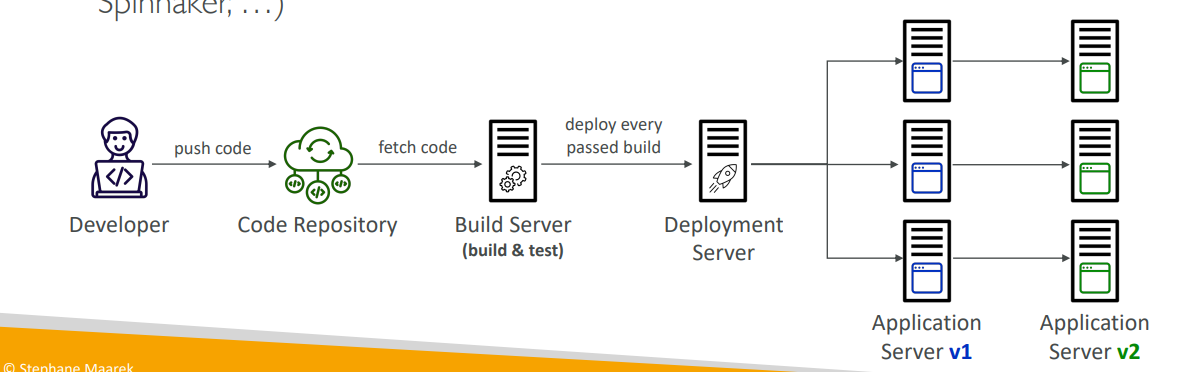 Spinnaker, …)
deploy every
passed build
push code
fetch code
Developer
Code Repository
Build Server
(build & test)
Deployment
Server
Application
Server v1
Application
Server v2
© Stephane Maarek